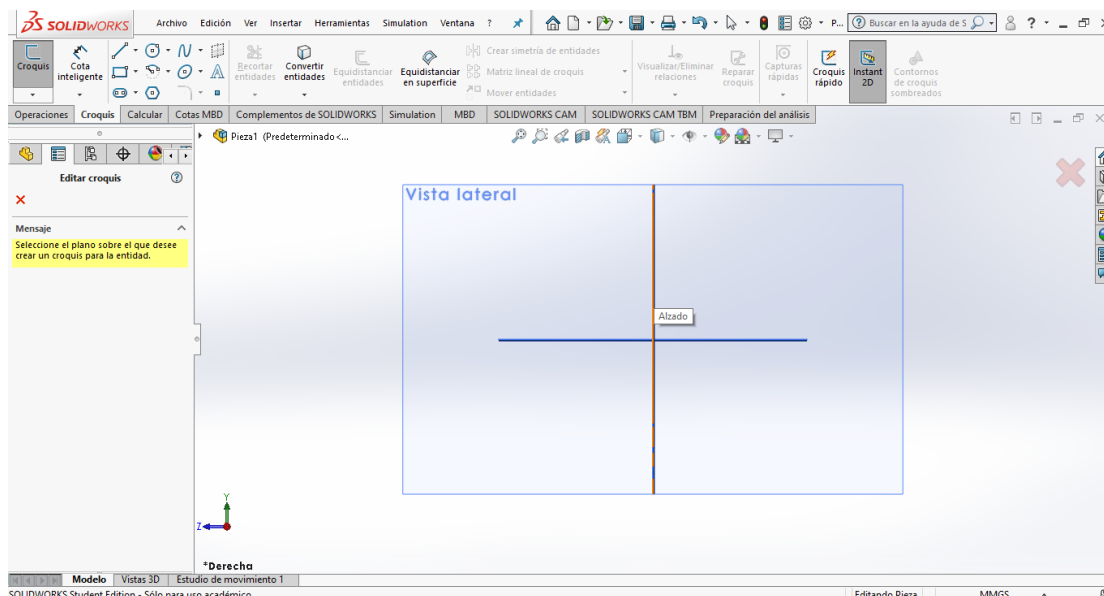 SOLIDWORKS Archivo Edición Ver Insertar Herramientas Simulation Ventana ? P... Buscar en la ayuda de S ?
Croquis
Cota inteligente
Recortar entidades
Convertir entidades
Equidistanciar entidades
Equidistanciar en superficie
Crear simetría de entidades
Matriz lineal de croquis
Mover entidades
Visualizar/Eliminar relaciones
Reparar croquis
Capturas rápidas
Croquis rápido
Instant 2D
Contornos de croquis sombreados
Operaciones Croquis Calcular Cotas MBD Complementos de SOLIDWORKS Simulation MBD SOLIDWORKS CAM SOLIDWORKS CAM TBM Preparación del análisis
Pieza1 (Predeterminado<...
Editar croquis
Mensaje
Seleccione el plano sobre el que desee
crear un croquis para la entidad.
Vista lateral
Alzado
Y
Z
*Derecha
Modelo Vistas 3D Estudio de movimiento 1
SOLIDWORKS Student Edition - Sólo para uso académico. Editando Pieza MMGS